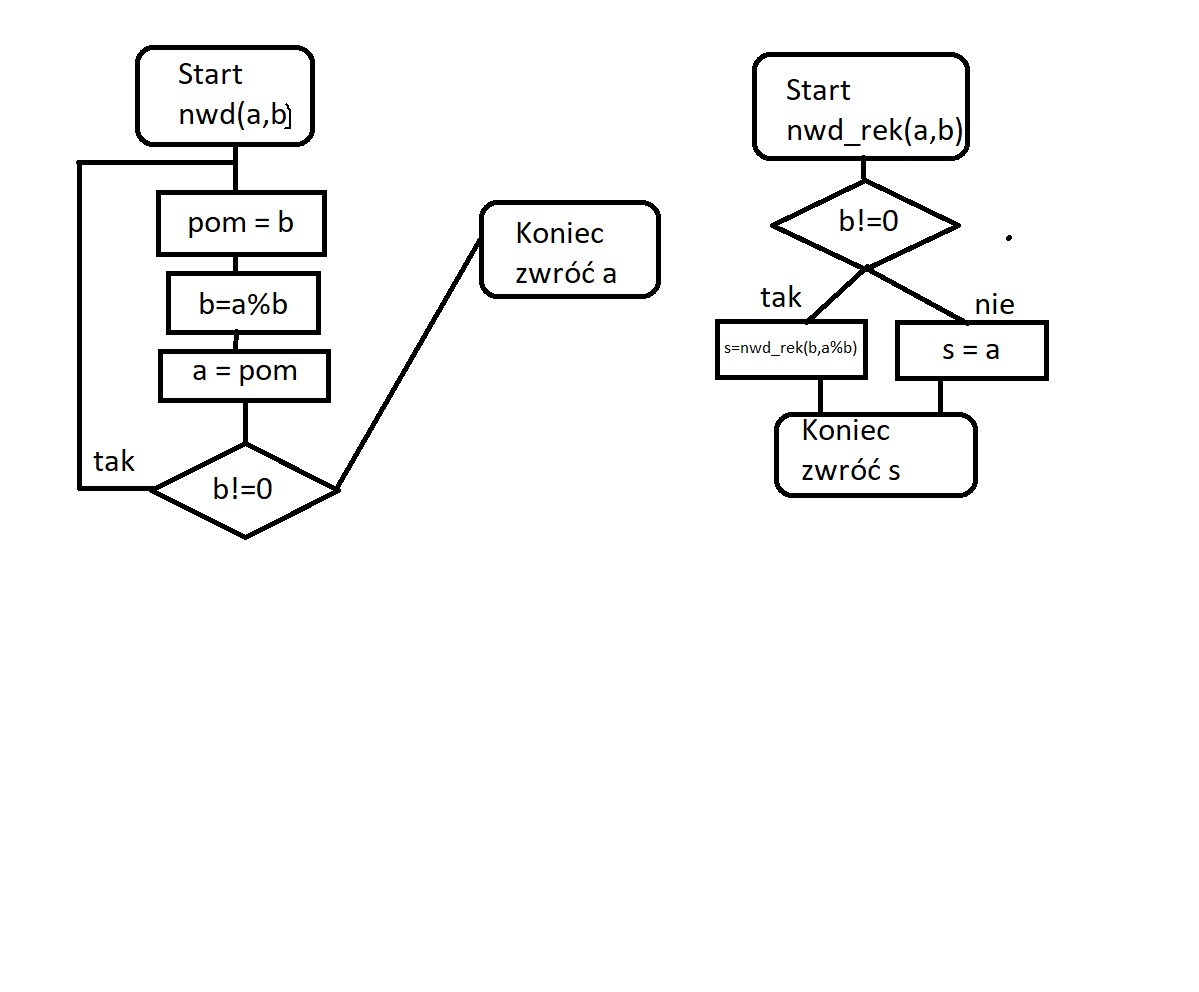 Start
nwd(a,b)
pom = b
b=a%b
a = pom
tak
b!=0
Koniec
zwróć a
Start
nwd_rek(a,b)
b!=0
tak
nie
s=nwd_rek(b,a%b)
s = a
Koniec
zwróć s